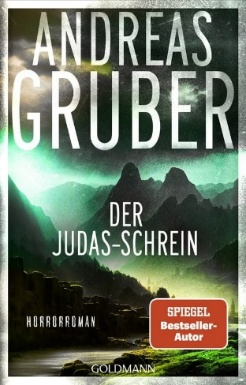 ANDREAS
GRUBER
DER
JUDAS-SCHREIN
HORRORROMAN
SPIEGEL
Bestseller-
Autor
GOLDMANN